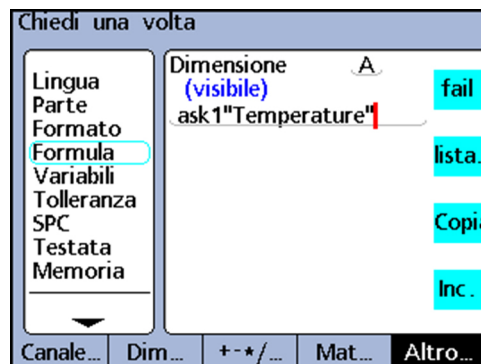 Chiedi una volta
Lingua
Parte
Formato
Formula
Variabili
Tolleranza
SPC
Testata
Memoria
Dimensione A
(visibile)
ask1"Temperature"
fail
lista.
Copi
Inc.
Canale... Dim... +-*/... Mat... Altro...